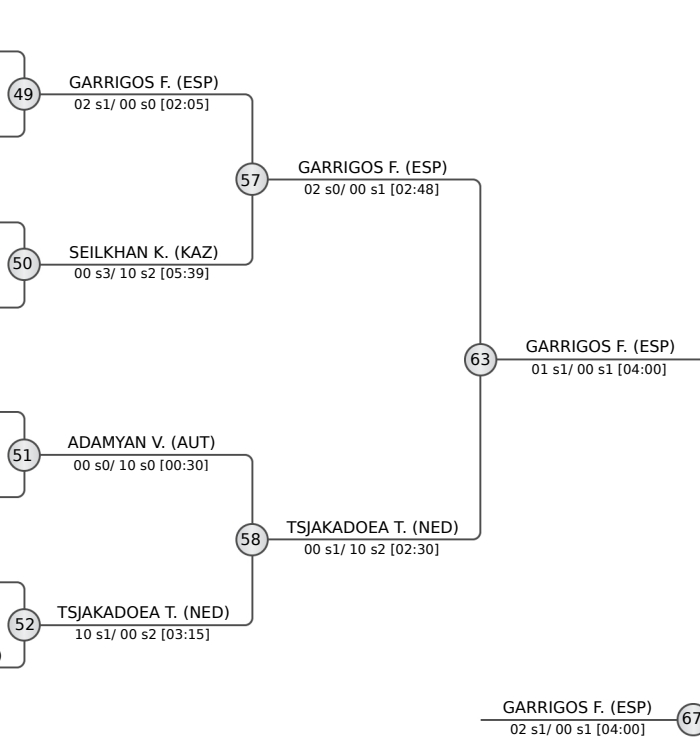 GARRIGOS F. (ESP)
49
02 s1/ 00 s0 [02:05]
GARRIGOS F. (ESP)
57
02 s0/ 00 s1 [02:48]
SEILKHAN K. (KAZ)
50
00 s3/ 10 s2 [05:39]
GARRIGOS F. (ESP)
63
01 s1/ 00 s1 [04:00]
ADAMYAN V. (AUT)
51
00 s0/ 10 s0 [00:30]
TSJAKADOEA T. (NED)
58
00 s1/ 10 s2 [02:30]
TSJAKADOEA T. (NED)
52
10 s1/ 00 s2 [03:15]
)
GARRIGOS F. (ESP)
67
02 s1/ 00 s1 [04:00]